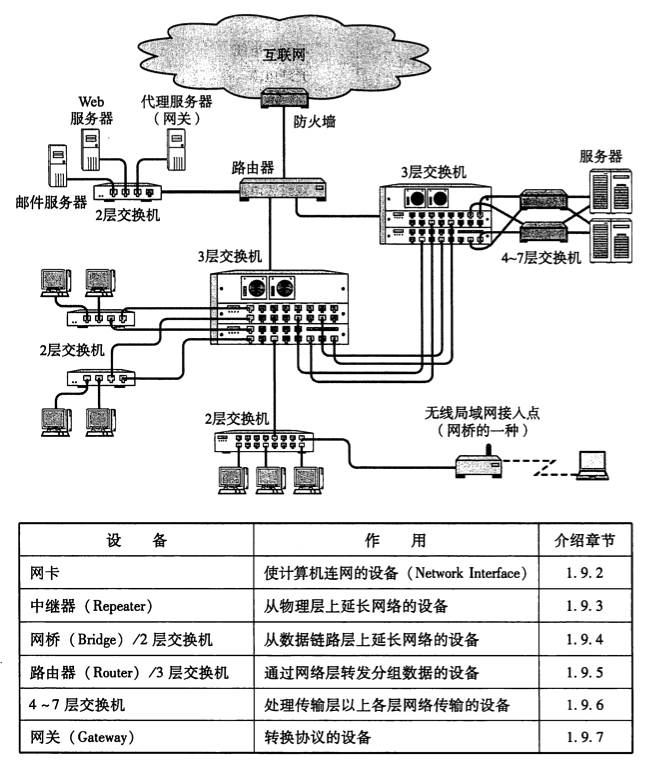 互联网
防火墙
Web
服务器
代理服务器
（网关）
邮件服务器
2层交换机
路由器
3层交换机
服务器
4~7层交换机
3层交换机
2层交换机
2层交换机
无线局域网接入点
（网桥的一种）
设 备 作 用 介绍章节
网卡 使计算机连网的设备（Network Interface） 1.9.2
中继器（Repeater） 从物理层上延长网络的设备 1.9.3
网桥（Bridge）/2 层交换机 从数据链路层上延长网络的设备 1.9.4
路由器（Router）/3 层交换机 通过网络层转发分组数据的设备 1.9.5
4~7 层交换机 处理传输层以上各层网络传输的设备 1.9.6
网关（Gateway） 转换协议的设备 1.9.7